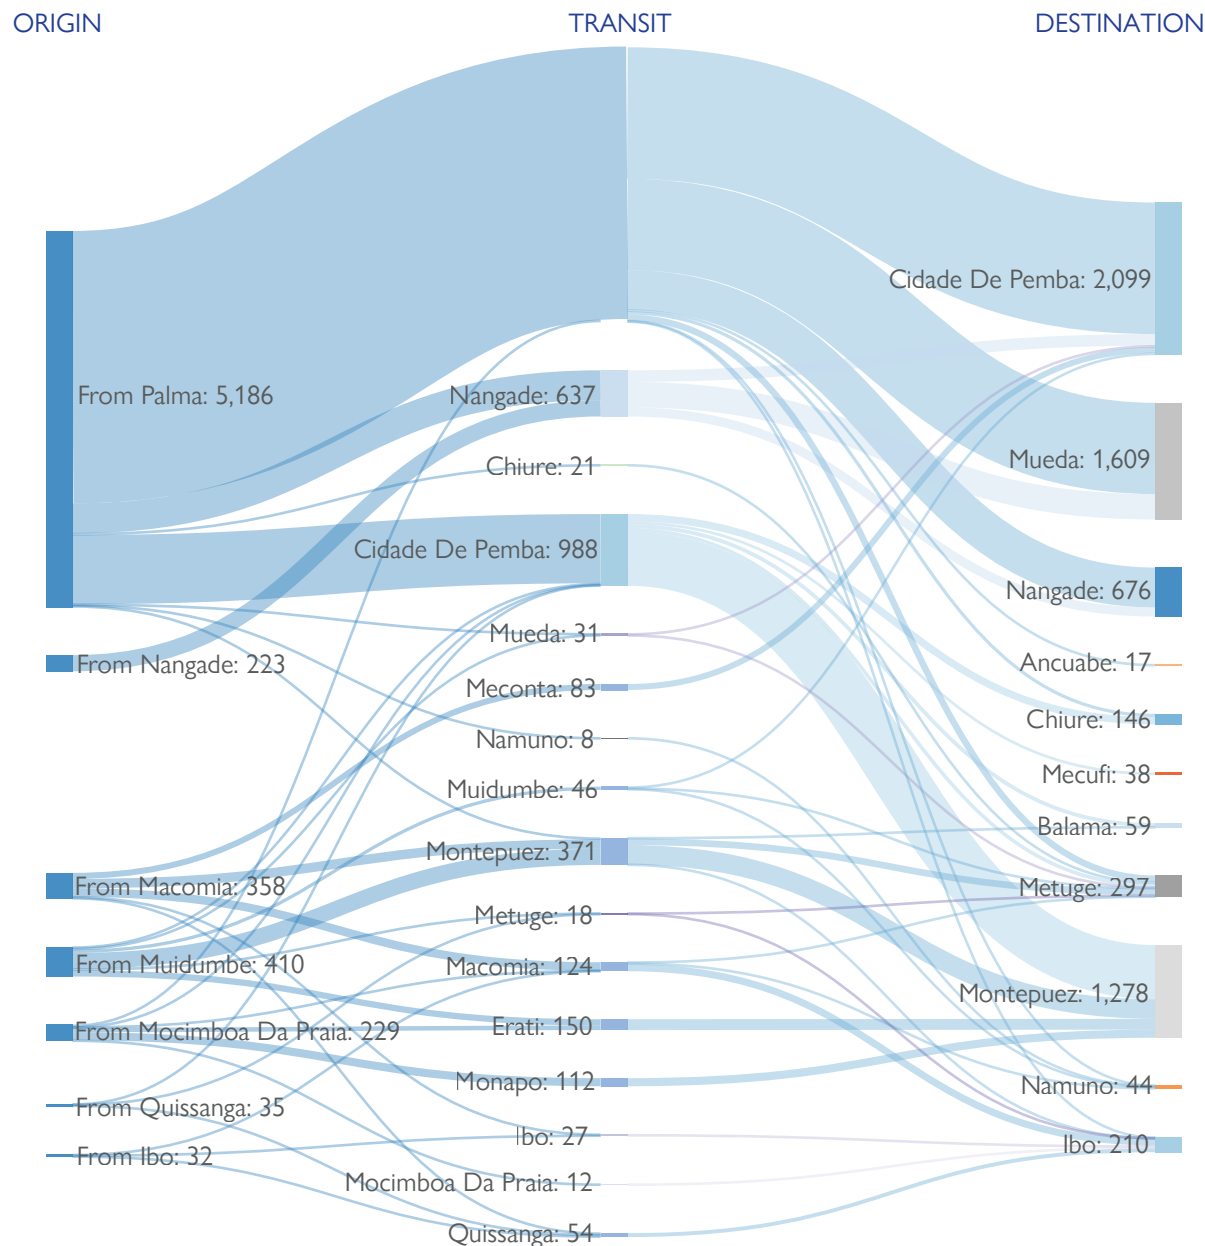 ORIGIN
TRANSIT
DESTINATION
From Palma: 5,186
From Nangade: 223
From Macomia: 358
From Muidumbe: 410
From Mocimboa Da Praia: 229
From Quissanga: 35
From Ibo: 32
Nangade: 637
Chiure: 21
Cidade De Pemba: 988
Mueda: 31
Meconta: 83
Namuno: 8
Muidumbe: 46
Montepuez: 371
Metuge: 18
Macomia: 124
Erati: 150
Monapo: 112
Ibo: 27
Mocimboa Da Praia: 12
Quissanga: 54
Cidade De Pemba: 2,099
Mueda: 1,609
Nangade: 676
Ancuabe: 17
Chiure: 146
Mecufi: 38
Balama: 59
Metuge: 297
Montepuez: 1,278
Namuno: 44
Ibo: 210